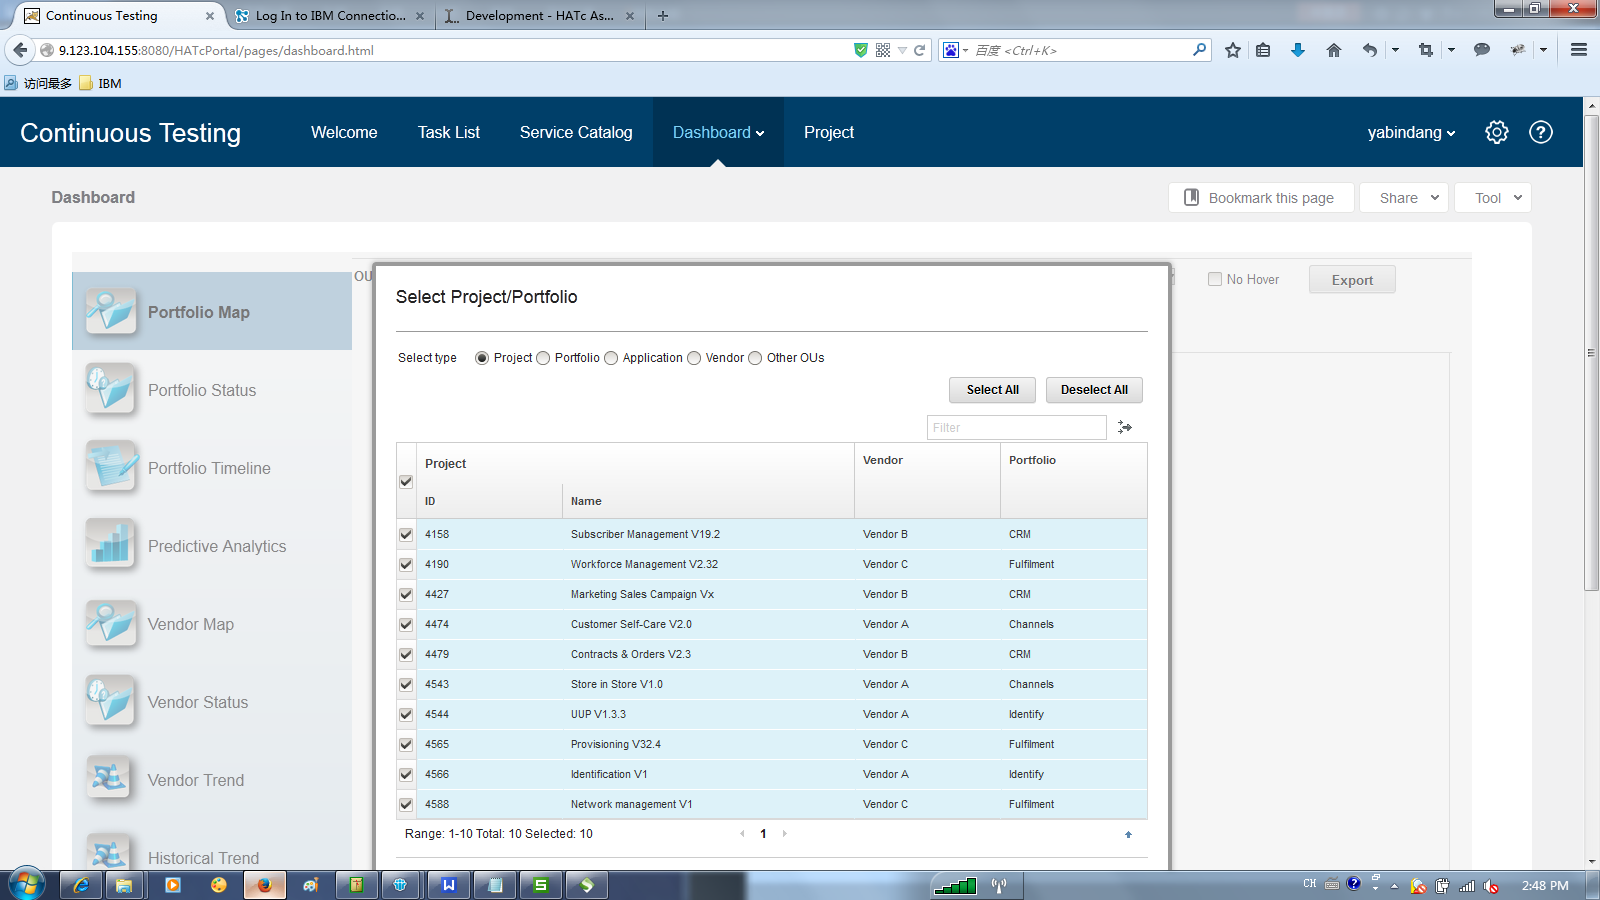 Continuous Testing
Log In to IBM Connectio...
Development - HATc As...
9.123.104.155:8080/HATcPortal/pages/dashboard.html
百度 <Ctrl+K>
访问最多
IBM
Continuous Testing
Welcome
Task List
Service Catalog
Dashboard
Project
yabindang
Dashboard
Bookmark this page
Share
Tool
OU
No Hover
Export
Portfolio Map
Portfolio Status
Portfolio Timeline
Predictive Analytics
Vendor Map
Vendor Status
Vendor Trend
Historical Trend
Select Project/Portfolio
Select type Project Portfolio Application Vendor Other OUs
Select All Deselect All
Filter
Project Vendor Portfolio
ID Name
4158 Subscriber Management V19.2 Vendor B CRM
4190 Workforce Management V2.32 Vendor C Fulfilment
4427 Marketing Sales Campaign Vx Vendor B CRM
4474 Customer Self-Care V2.0 Vendor A Channels
4479 Contracts & Orders V2.3 Vendor B CRM
4543 Store in Store V1.0 Vendor A Channels
4544 UUP V1.3.3 Vendor A Identify
4565 Provisioning V32.4 Vendor C Fulfilment
4566 Identification V1 Vendor A Identify
4588 Network management V1 Vendor C Fulfilment
Range: 1-10 Total: 10 Selected: 10 1
CH
2:48 PM